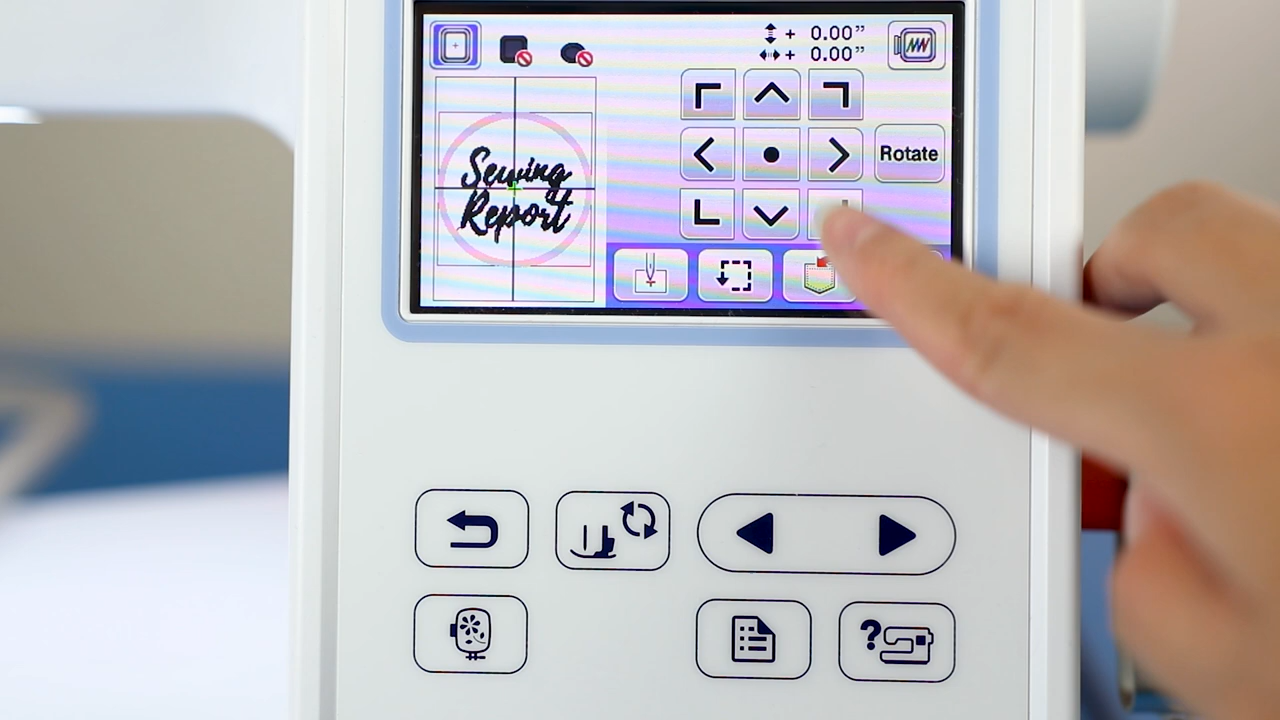 + 0.00”
+ 0.00”
Sewing
Report
Rotate
?